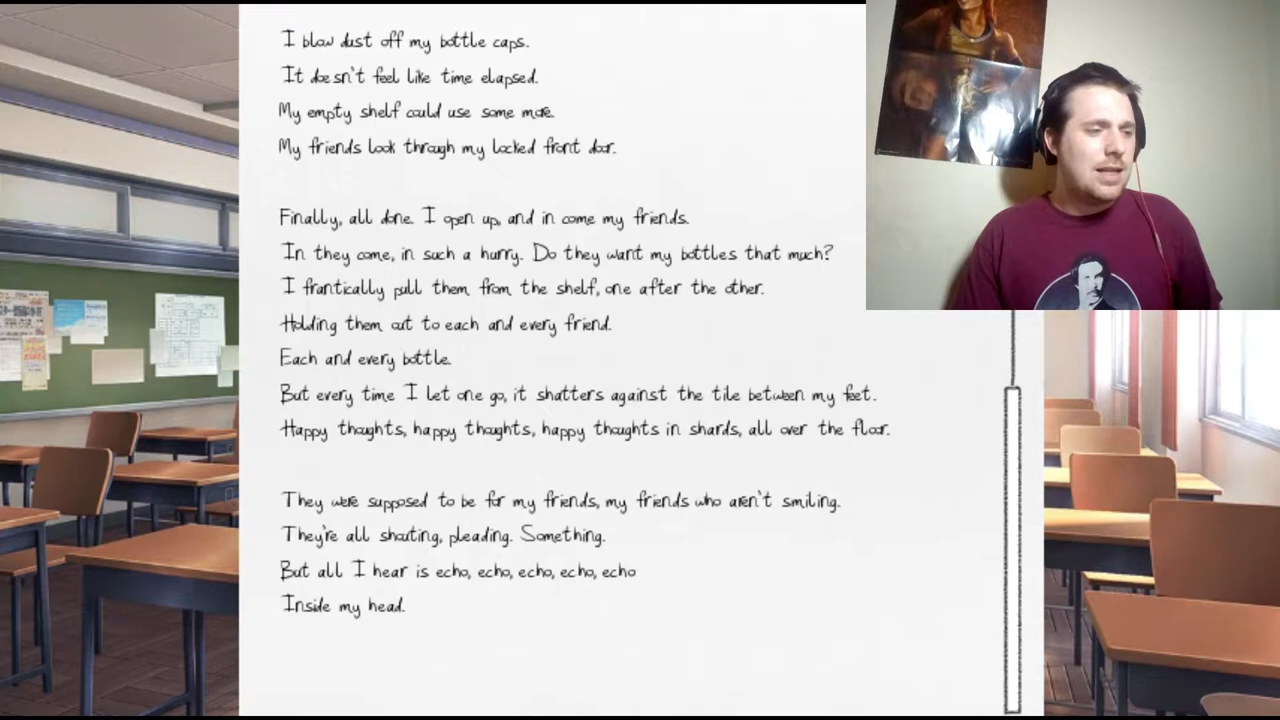 I blow dust off my bottle caps.
It doesn't feel like time elapsed.
My empty shelf could use some more.
My friends look through my locked front door.
Finally, all done. I open up, and in come my friends.
In they come, in such a hurry. Do they want my bottles that much?
I frantically pull them from the shelf, one after the other.
Holding them out to each and every friend.
Each and every bottle.
But every time I let one go, it shatters against the tile between my feet.
Happy thoughts, happy thoughts, happy thoughts in shards, all over the floor.
They were supposed to be for my friends, my friends who aren't smiling.
They're all shouting, pleading. Something.
But all I hear is echo, echo, echo, echo, echo
Inside my head.